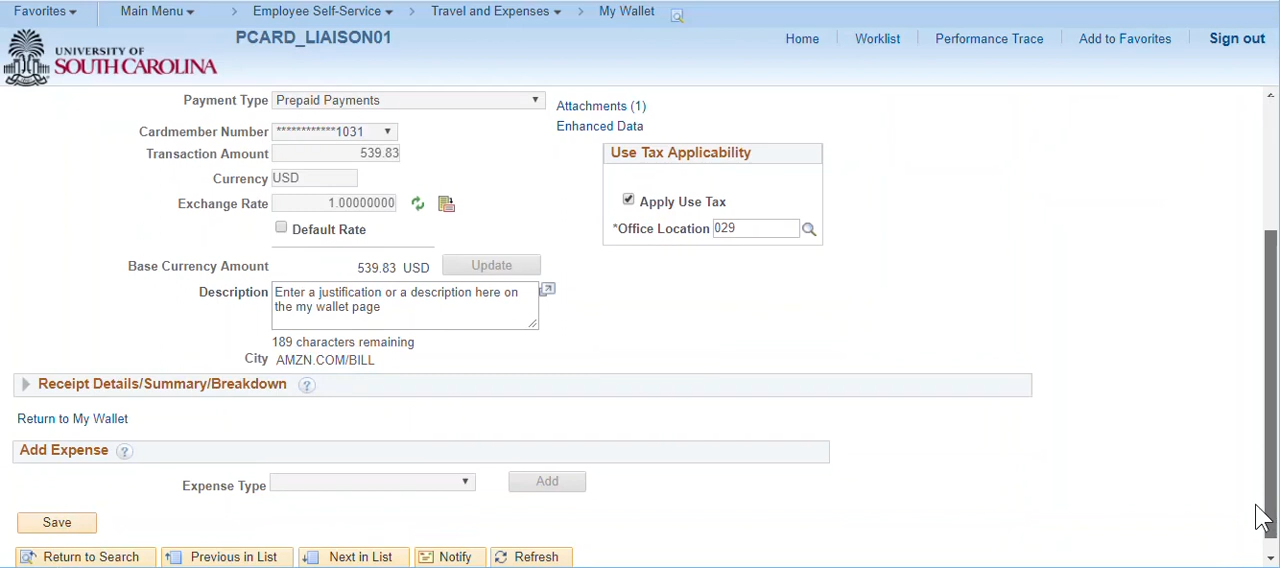 Favorites Main Menu > Employee Self-Service > Travel and Expenses > My Wallet
UNIVERSITY OF
SOUTH CAROLINA
PCARD_LIAISON01
Home Worklist Performance Trace Add to Favorites Sign out
Payment Type Prepaid Payments
Attachments (1)
Cardmember Number ************1031
Enhanced Data
Transaction Amount 539.83
Use Tax Applicability
Currency USD
Exchange Rate 1.00000000
Apply Use Tax
Default Rate
*Office Location 029
Base Currency Amount 539.83 USD Update
Description Enter a justification or a description here on
the my wallet page
189 characters remaining
City AMZN.COM/BILL
Receipt Details/Summary/Breakdown ?
Return to My Wallet
Add Expense ?
Expense Type Add
Save
Return to Search Previous in List Next in List Notify Refresh